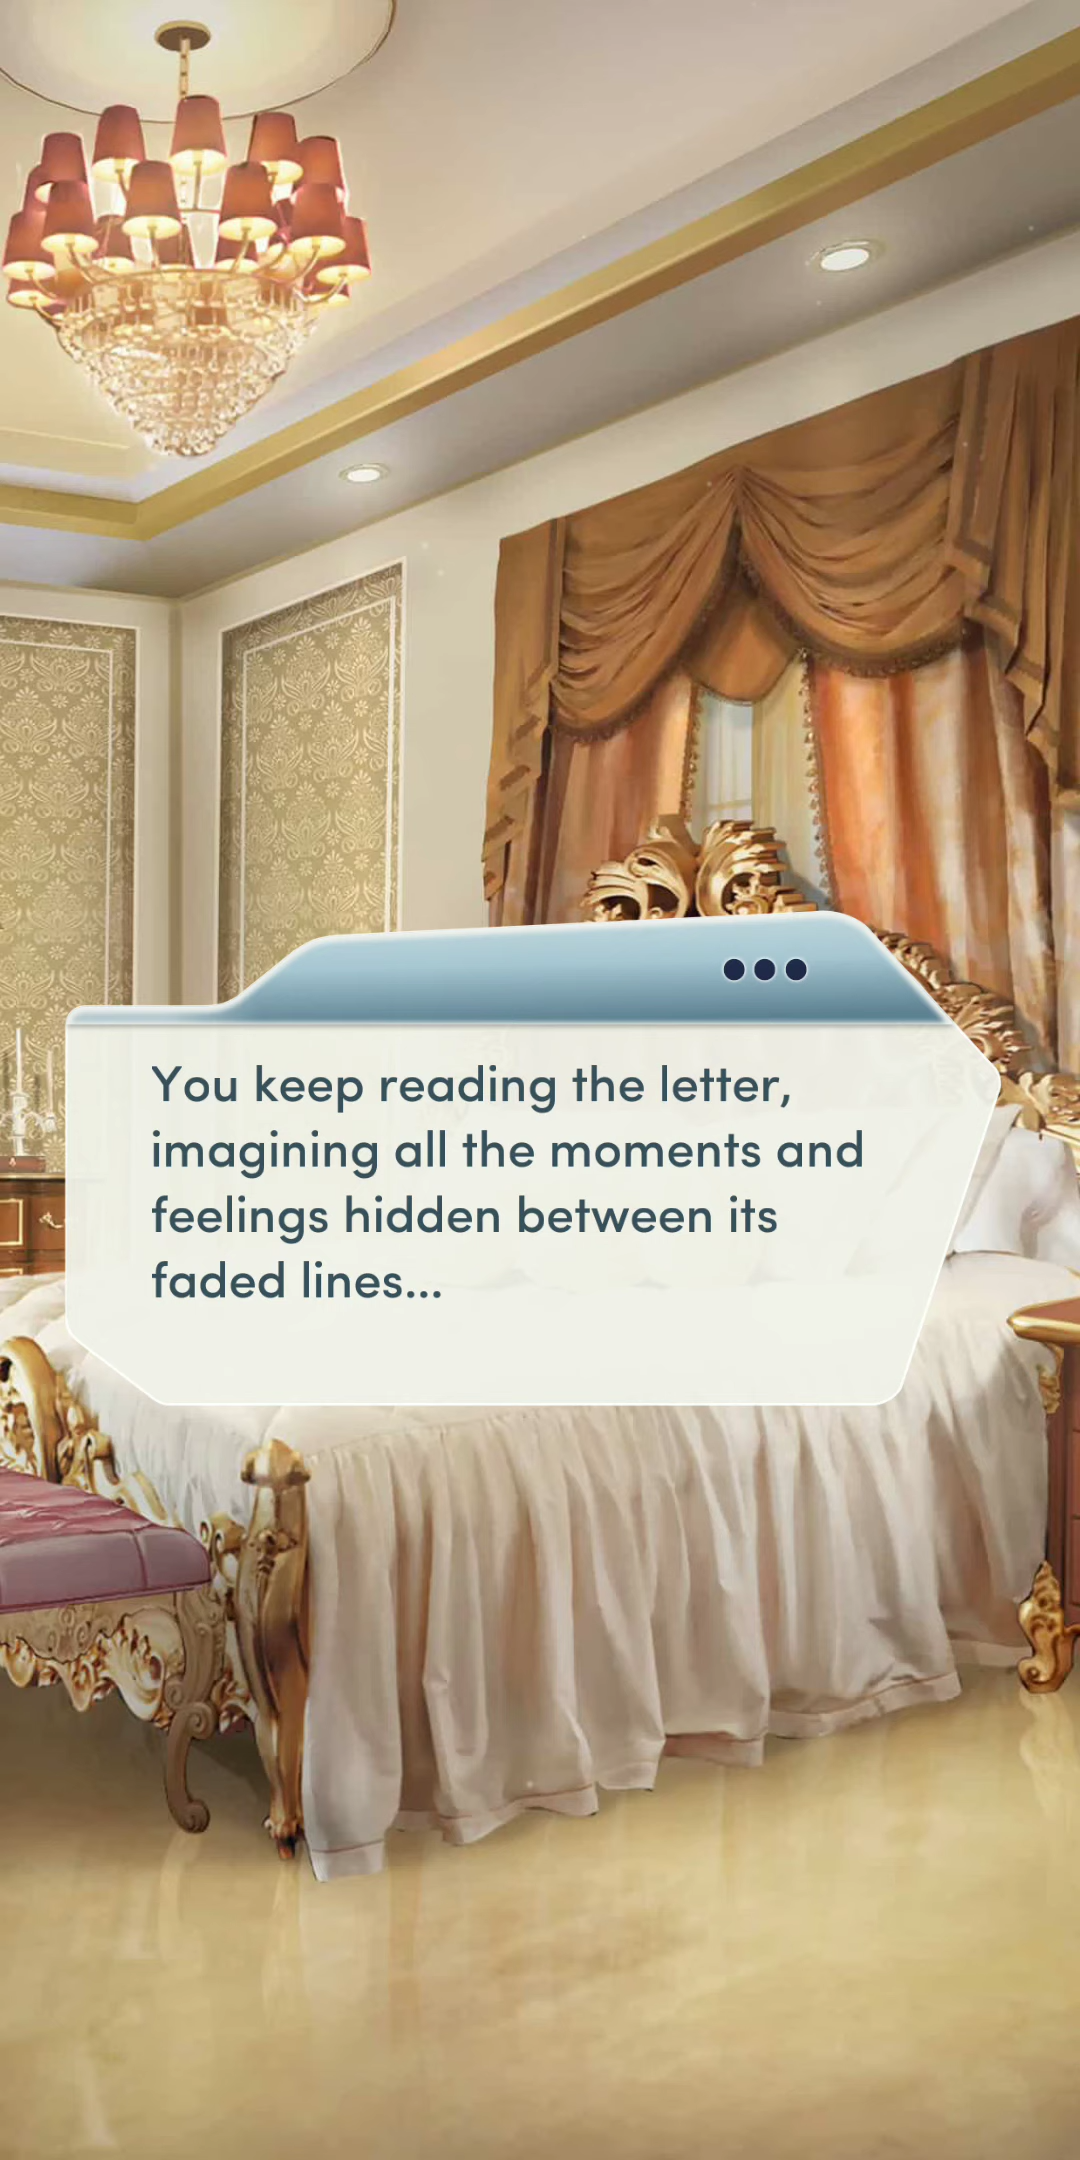 You keep reading the letter,
imagining all the moments and
feelings hidden between its
faded lines...